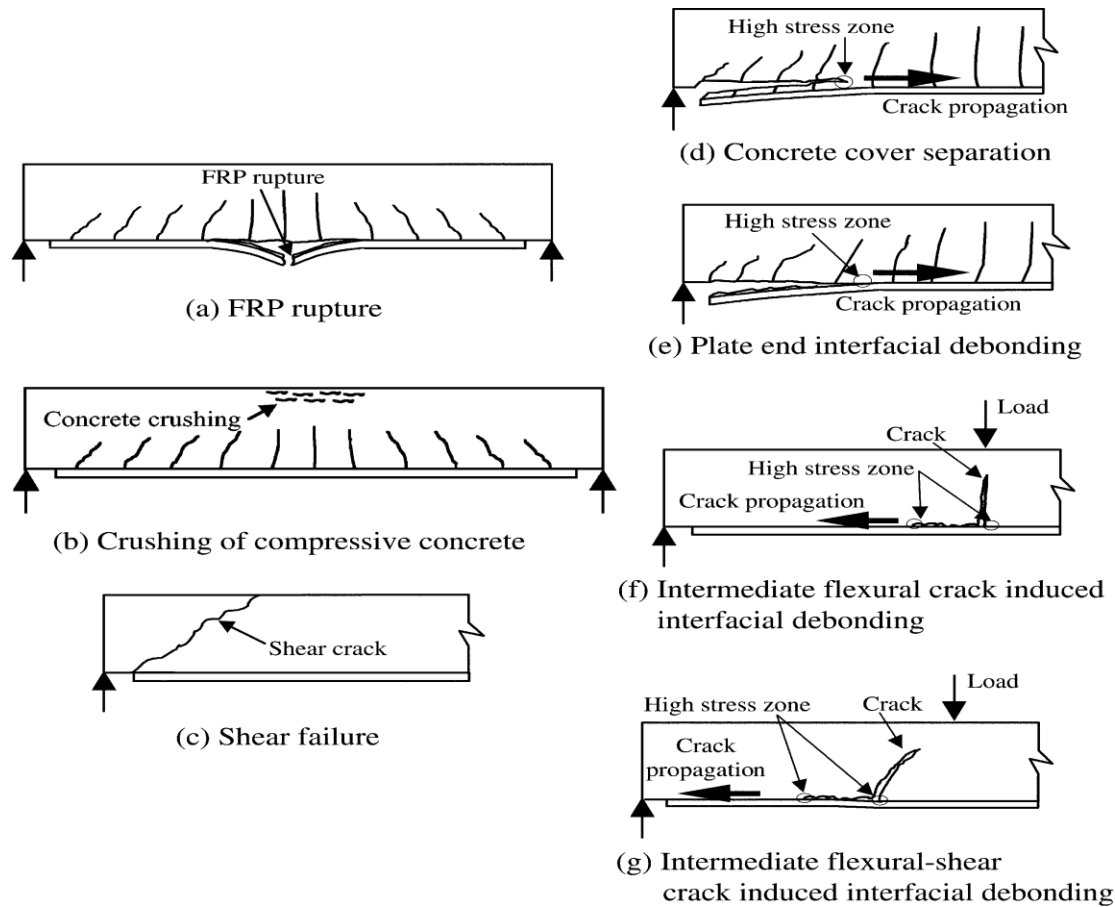 FRP rupture
(a) FRP rupture
Concrete crushing
(b) Crushing of compressive concrete
Shear crack
(c) Shear failure
High stress zone
Crack propagation
(d) Concrete cover separation
High stress zone
Crack propagation
(e) Plate end interfacial debonding
Load
Crack
High stress zone
Crack propagation
(f) Intermediate flexural crack induced
interfacial debonding
Load
High stress zone
Crack
Crack
propagation
(g) Intermediate flexural-shear
crack induced interfacial debonding